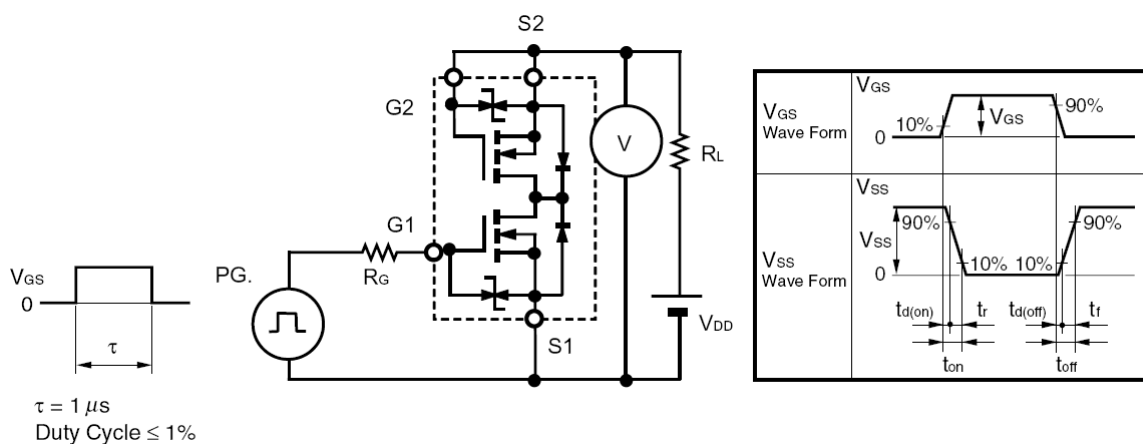 S2
G2
V
RL
G1
PG.
RG
VGS
0
τ
VDD
S1
τ = 1 μs
Duty Cycle ≤ 1%
VGS
Wave Form
VGS
10%
0
VGS
90%
VSS
Wave Form
VSS
90%
VSS
0
10%
10%
90%
td(on)
tr
td(off)
tf
ton
toff